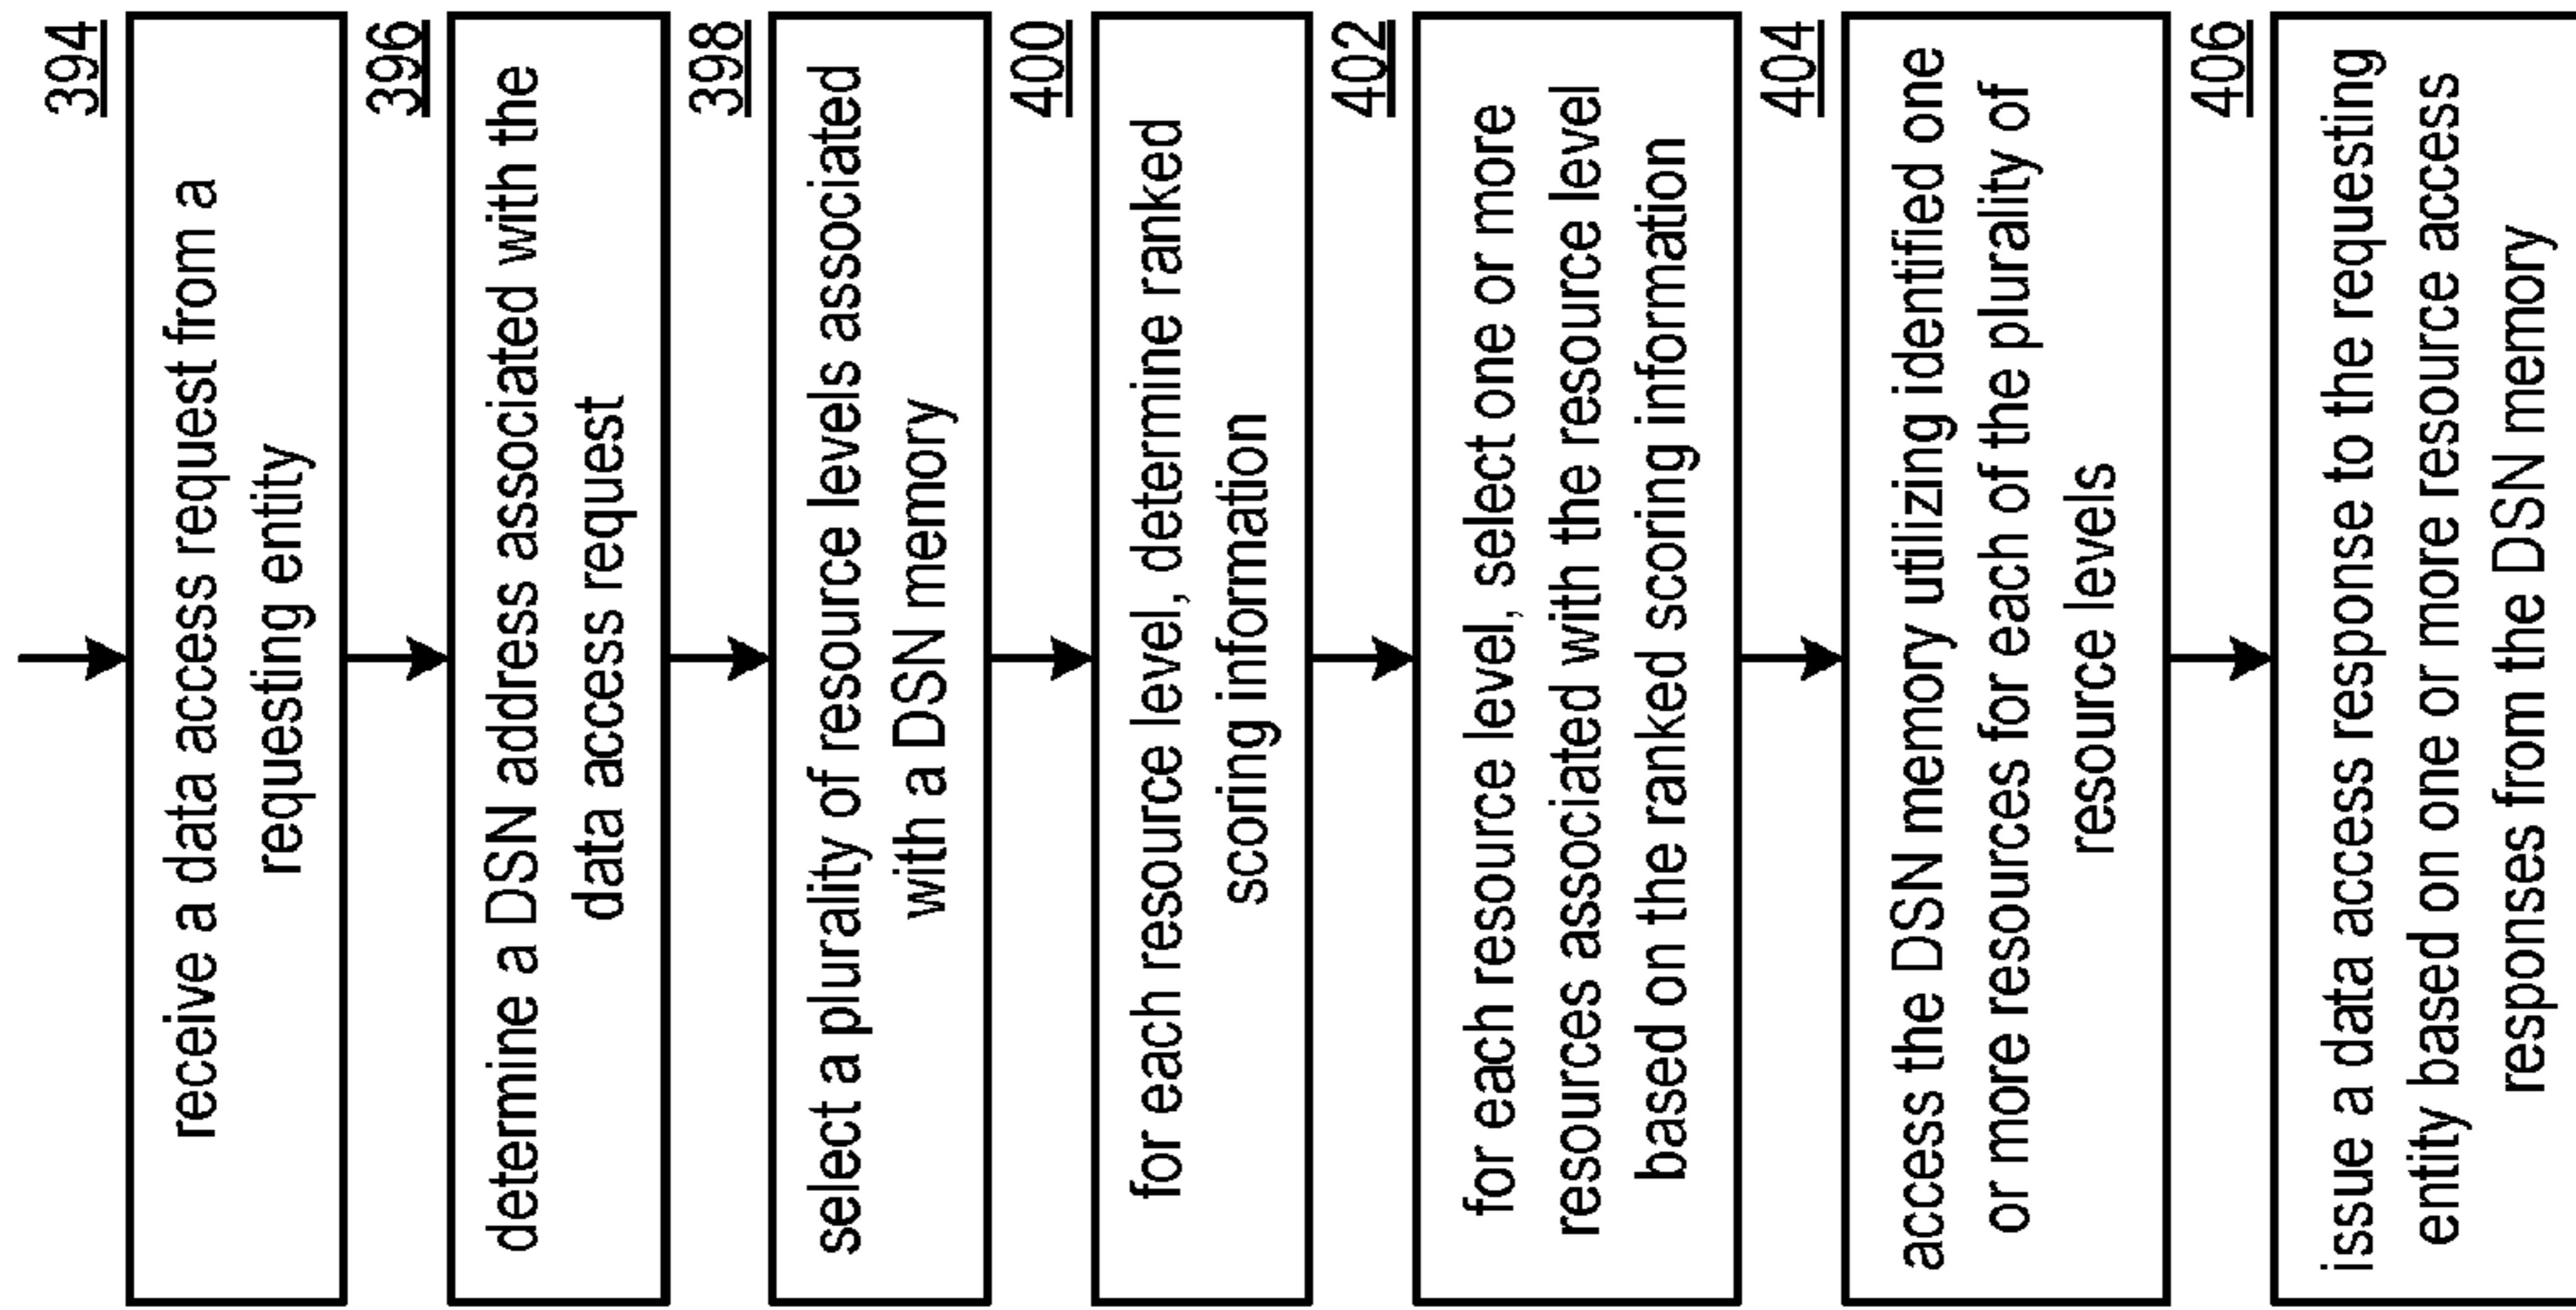 394
receive a data access request from a
requesting entity
396
determine a DSN address associated with the
data access request
398
select a plurality of resource levels associated
with a DSN memory
400
for each resource level, determine ranked
scoring information
402
for each resource level, select one or more
resources associated with the resource level
based on the ranked scoring information
404
access the DSN memory utilizing identified one
or more resources for each of the plurality of
resource levels
406
issue a data access response to the requesting
entity based on one or more resource access
responses from the DSN memory